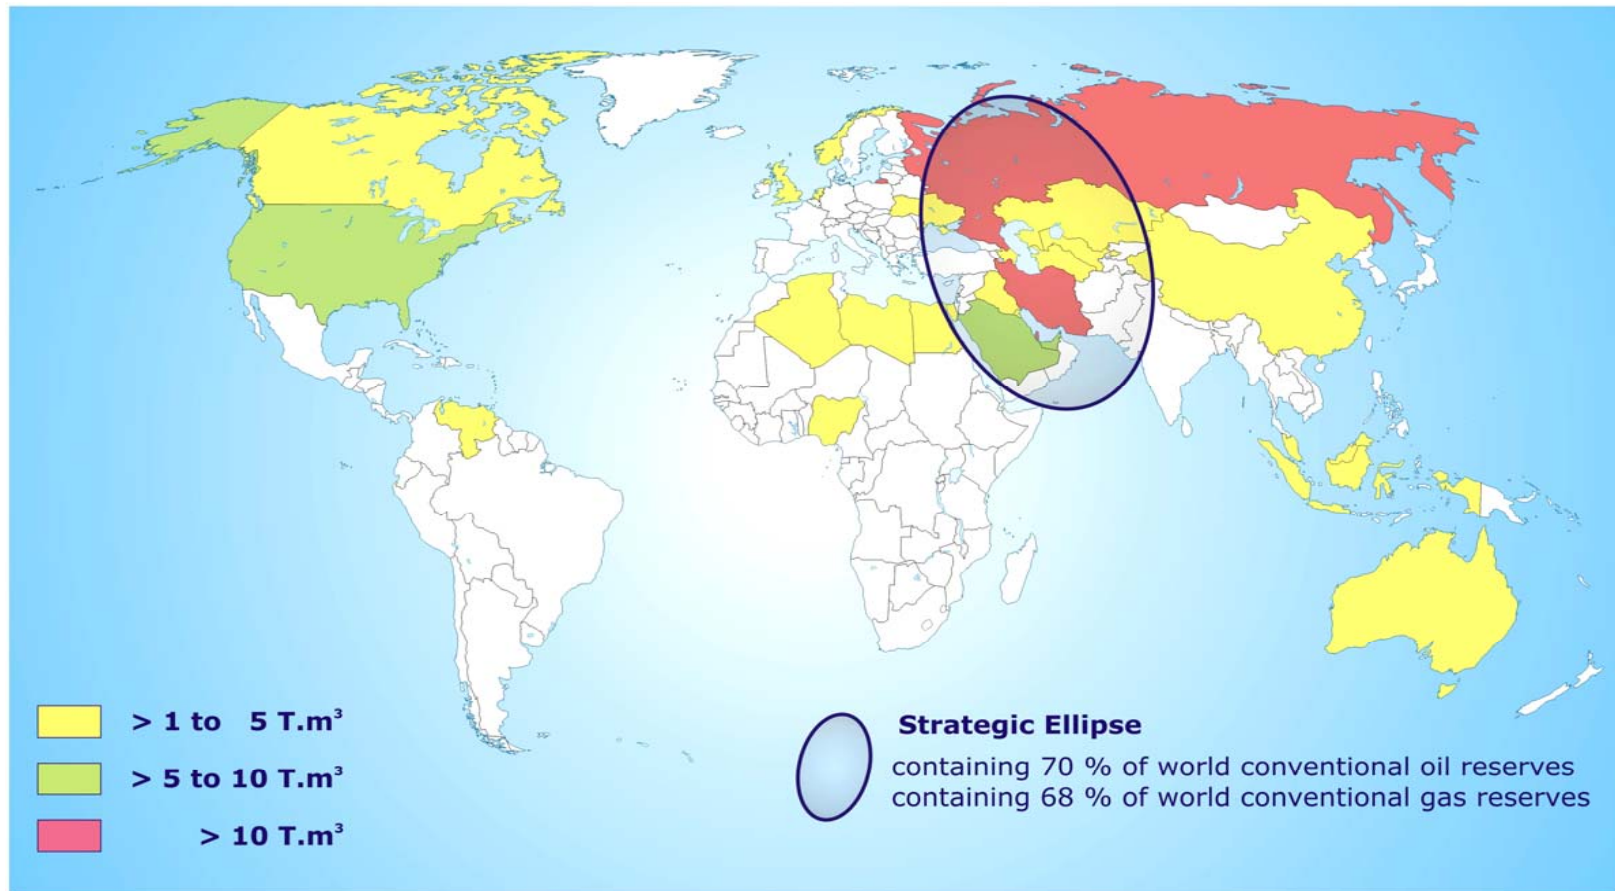 > 1 to 5 T.m³
> 5 to 10 T.m³
> 10 T.m³
Strategic Ellipse
containing 70 % of world conventional oil reserves
containing 68 % of world conventional gas reserves